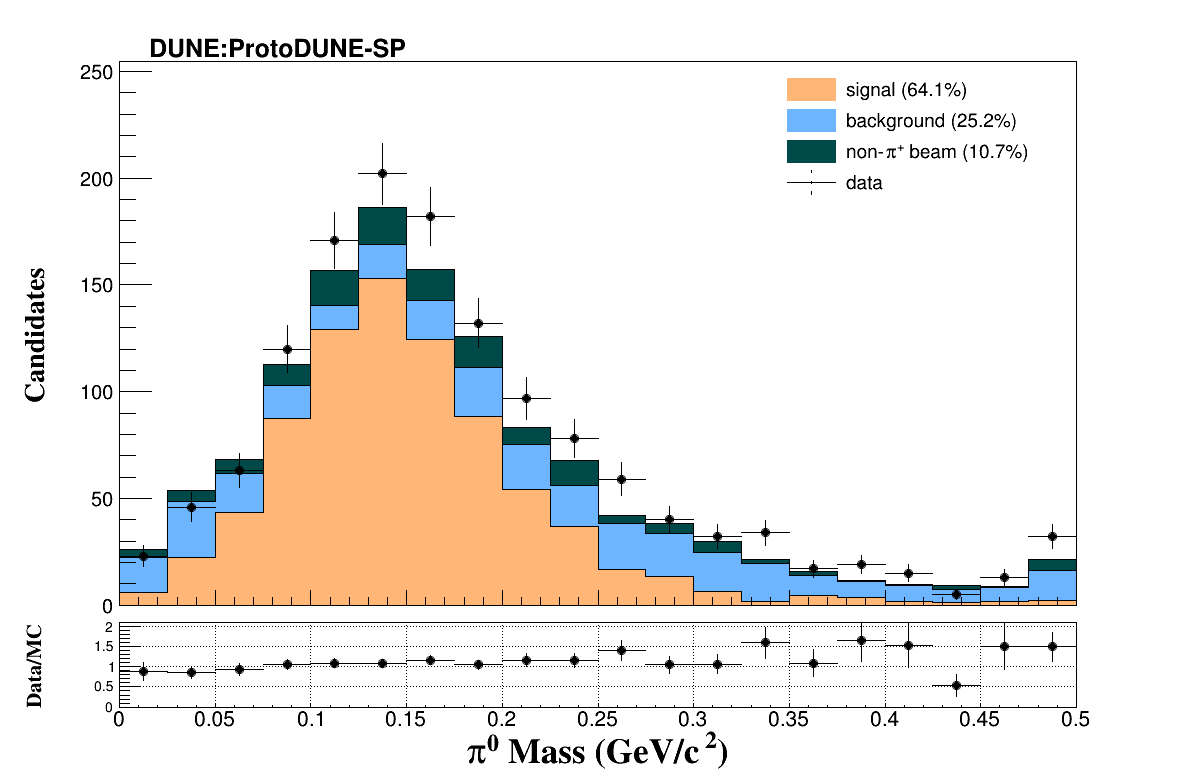 DUNE:ProtoDUNE-SP
250
200
150
100
50
0
Candidates
signal (64.1%)
background (25.2%)
non-π⁺ beam (10.7%)
data
2
1.5
1
0.5
0
Data/MC
0 0.05 0.1 0.15 0.2 0.25 0.3 0.35 0.4 0.45 0.5
π⁰ Mass (GeV/c²)